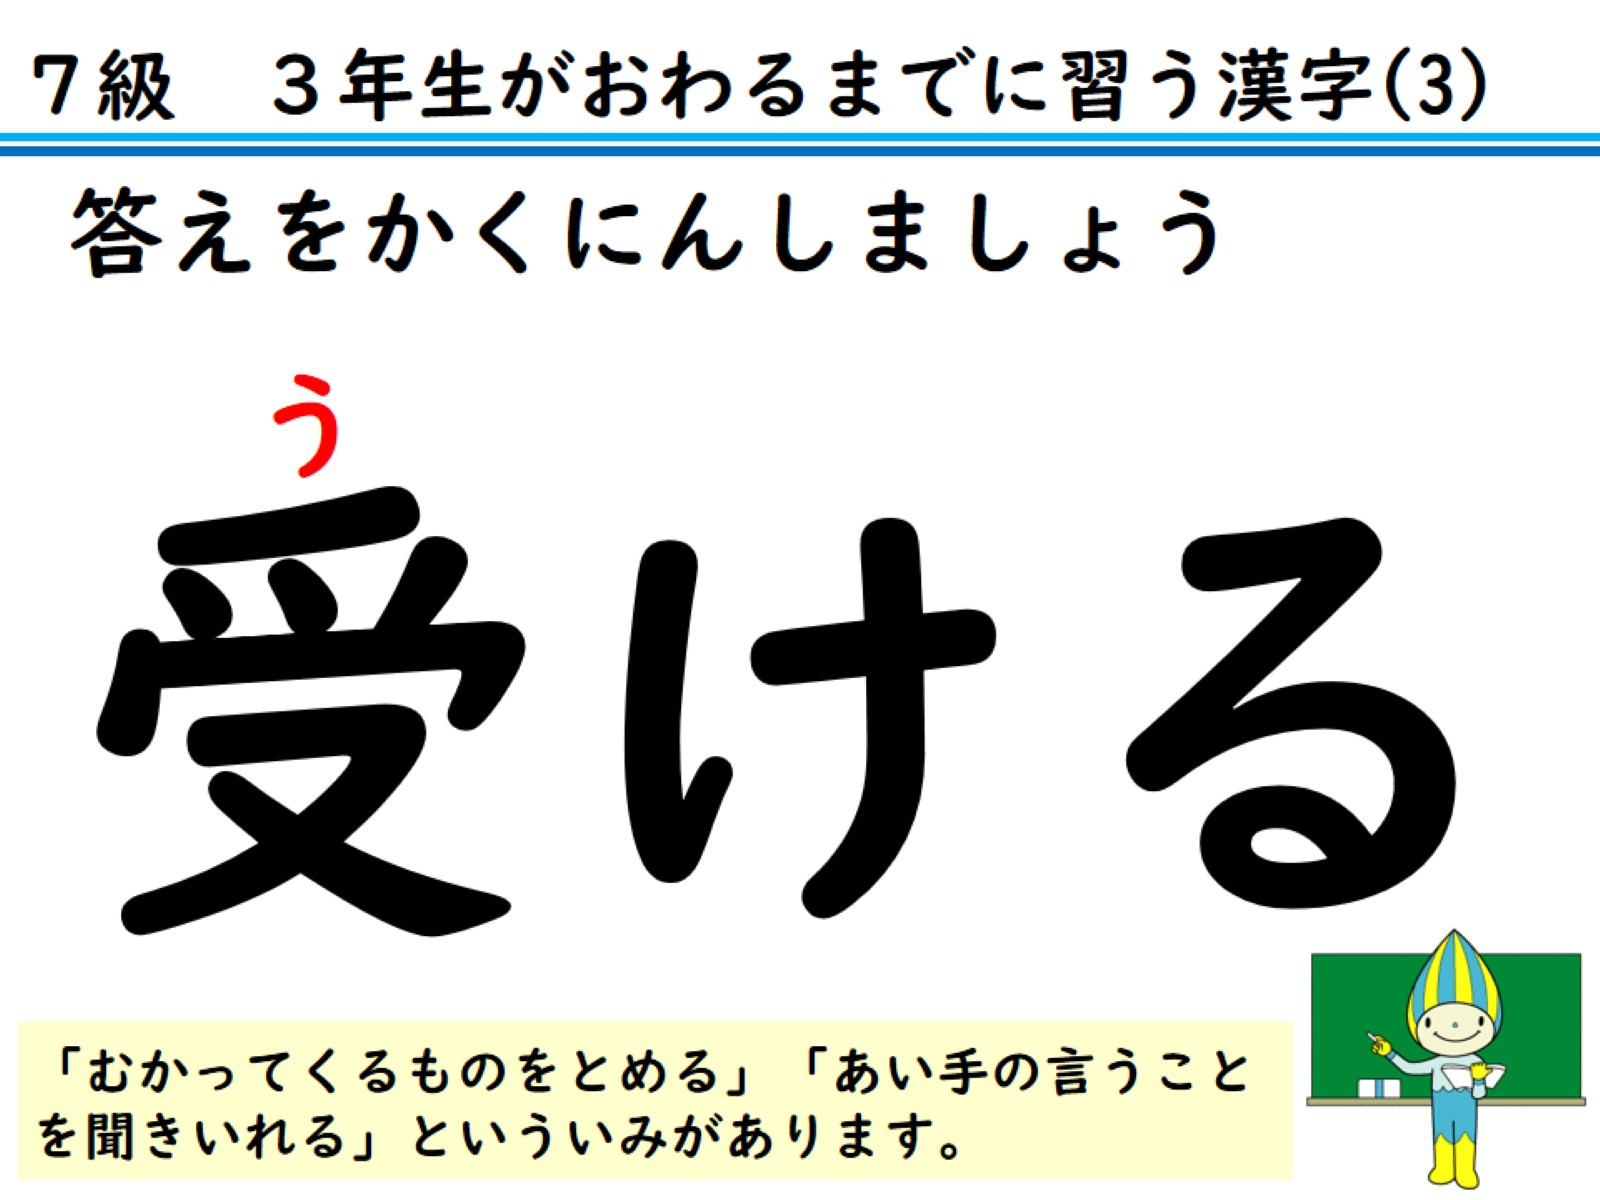 ７級　３年生がおわるまでに習う漢字(3)
答えをかくにんしましょう
う
受ける
「むかってくるものをとめる」「あい手の言うこと
を聞きいれる」といういみがあります。